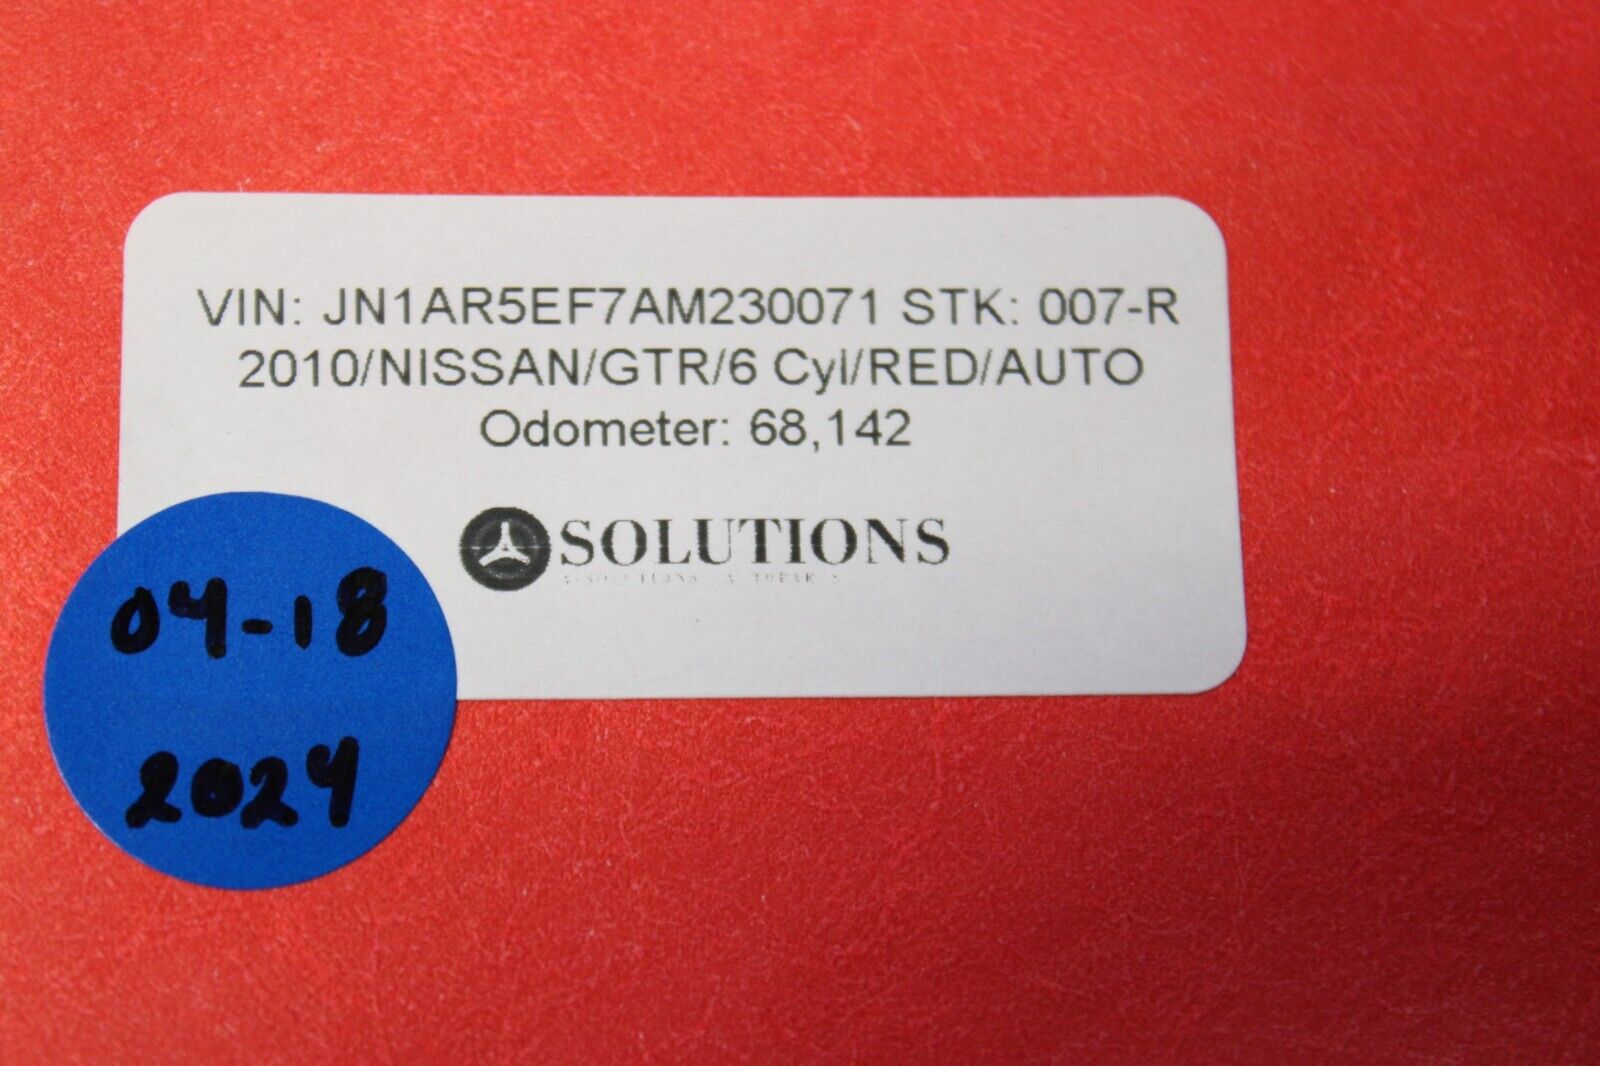 VIN: JN1AR5EF7AM230071 STK: 007-R
2010/NISSAN/GTR/6 Cyl/RED/AUTO
Odometer: 68,142
SOLUTIONS
04-18
2024